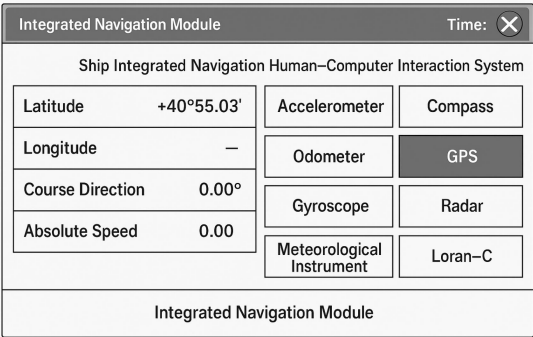 Integrated Navigation Module Time:
Ship Integrated Navigation Human–Computer Interaction System
Latitude +40°55.03'
Longitude –
Course Direction 0.00°
Absolute Speed 0.00
Accelerometer Compass
Odometer GPS
Gyroscope Radar
Meteorological
Instrument
Loran–C
Integrated Navigation Module